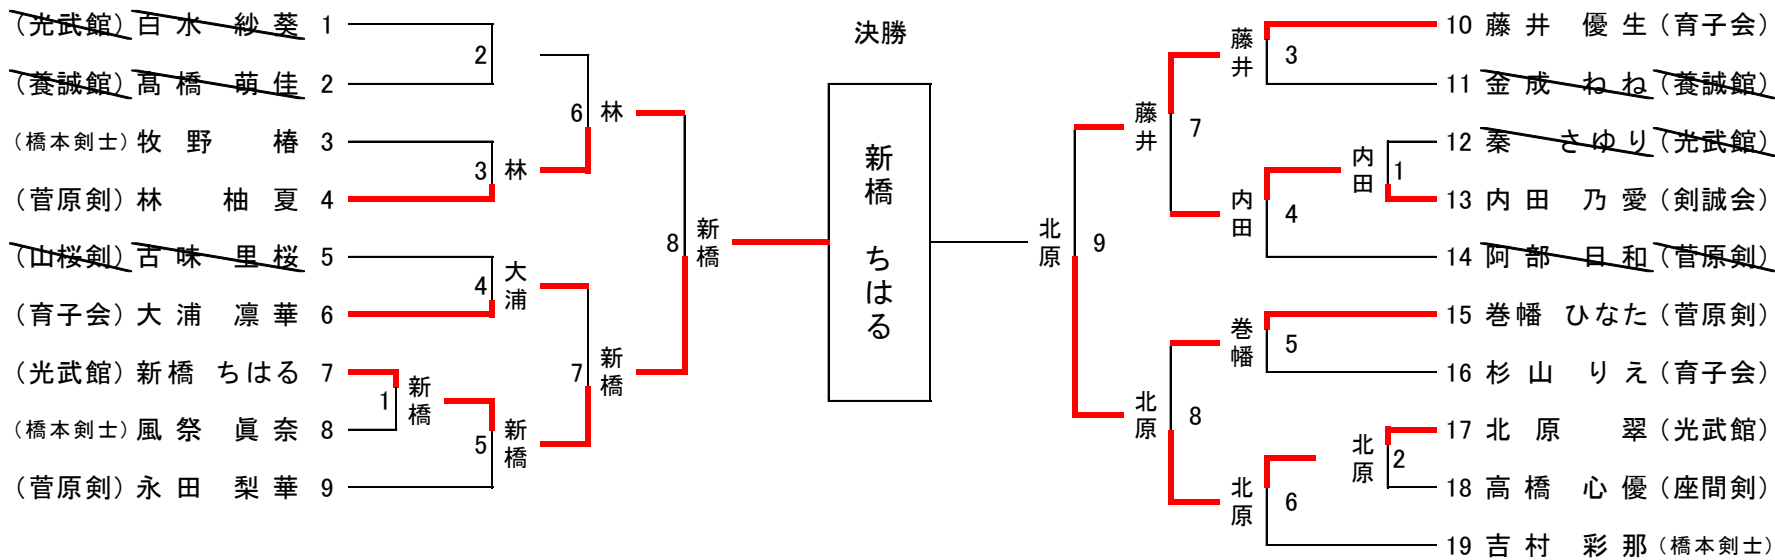 決勝
(光武館) 白水 紗葵 1
(養誠館) 髙橋 萌佳 2
(橋本剣士) 牧野 椿 3
(菅原剣) 林 柚夏 4
(山桜剣) 古味 里桜 5
(育子会) 大浦 凛華 6
(光武館) 新橋 ちはる 7
(橋本剣士) 風祭 眞奈 8
(菅原剣) 永田 梨華 9
2
3
4
1
5
林
大浦
新橋
新橋
6
7
林
新橋
8
新橋
新橋 ちはる
北原
9
藤井
北原
7
8
藤井
内田
巻幡
北原
3
4
5
6
内田
1
北原
2
10 藤井 優生 (育子会)
11 金成 ねね (養誠館)
12 秦 さゆり (光武館)
13 内田 乃愛 (剣誠会)
14 阿部 日和 (菅原剣)
15 巻幡 ひなた (菅原剣)
16 杉山 りえ (育子会)
17 北原 翠 (光武館)
18 高橋 心優 (座間剣)
19 吉村 彩那 (橋本剣士)